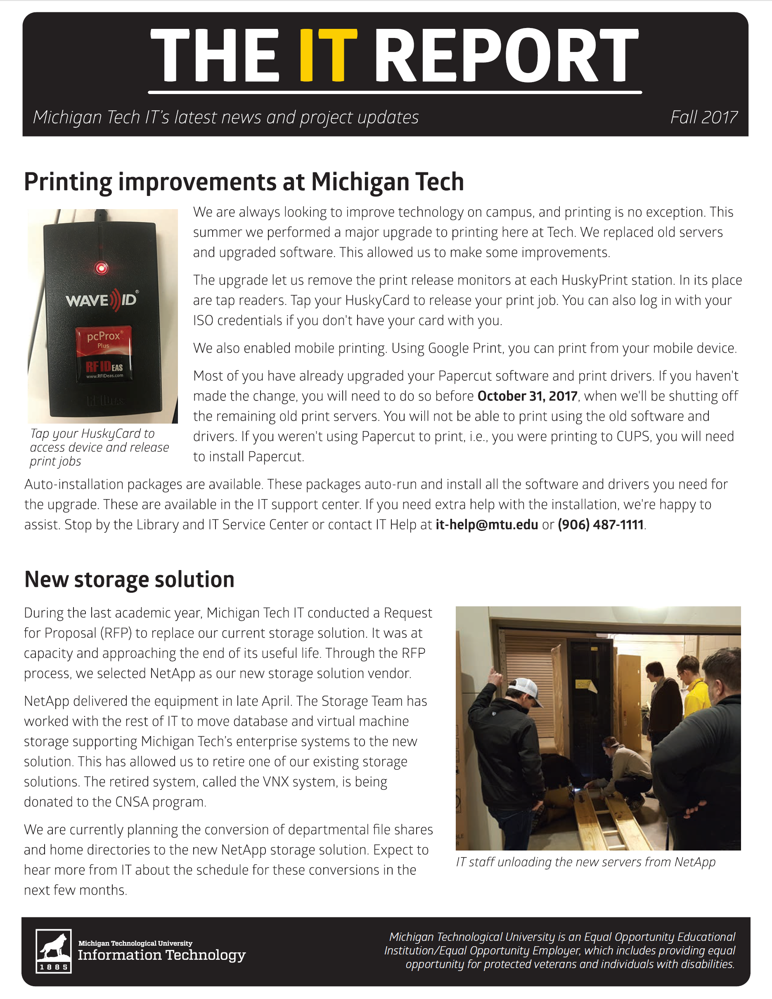 THE IT REPORT
Michigan Tech IT's latest news and project updates
Fall 2017
Printing improvements at Michigan Tech
WAVE ID®
pcProx®
Plus
RF IDEAS
www.RFIDeas.com
RF IDEAS
Tap your HuskyCard to
access device and release
print jobs
We are always looking to improve technology on campus, and printing is no exception. This
summer we performed a major upgrade to printing here at Tech. We replaced old servers
and upgraded software. This allowed us to make some improvements.
The upgrade let us remove the print release monitors at each HuskyPrint station. In its place
are tap readers. Tap your HuskyCard to release your print job. You can also log in with your
ISO credentials if you don't have your card with you.
We also enabled mobile printing. Using Google Print, you can print from your mobile device.
Most of you have already upgraded your Papercut software and print drivers. If you haven't
made the change, you will need to do so before October 31, 2017, when we'll be shutting off
the remaining old print servers. You will not be able to print using the old software and
drivers. If you weren't using Papercut to print, i.e., you were printing to CUPS, you will need
to install Papercut.
Auto-installation packages are available. These packages auto-run and install all the software and drivers you need for
the upgrade. These are available in the IT support center. If you need extra help with the installation, we're happy to
assist. Stop by the Library and IT Service Center or contact IT Help at it-help@mtu.edu or (906) 487-1111.
New storage solution
During the last academic year, Michigan Tech IT conducted a Request
for Proposal (RFP) to replace our current storage solution. It was at
capacity and approaching the end of its useful life. Through the RFP
process, we selected NetApp as our new storage solution vendor.
NetApp delivered the equipment in late April. The Storage Team has
worked with the rest of IT to move database and virtual machine
storage supporting Michigan Tech's enterprise systems to the new
solution. This has allowed us to retire one of our existing storage
solutions. The retired system, called the VNX system, is being
donated to the CNSA program.
We are currently planning the conversion of departmental file shares
and home directories to the new NetApp storage solution. Expect to
hear more from IT about the schedule for these conversions in the
next few months.
IT staff unloading the new servers from NetApp
1885
Michigan Technological University
Information Technology
Michigan Technological University is an Equal Opportunity Educational
Institution/Equal Opportunity Employer, which includes providing equal
opportunity for protected veterans and individuals with disabilities.